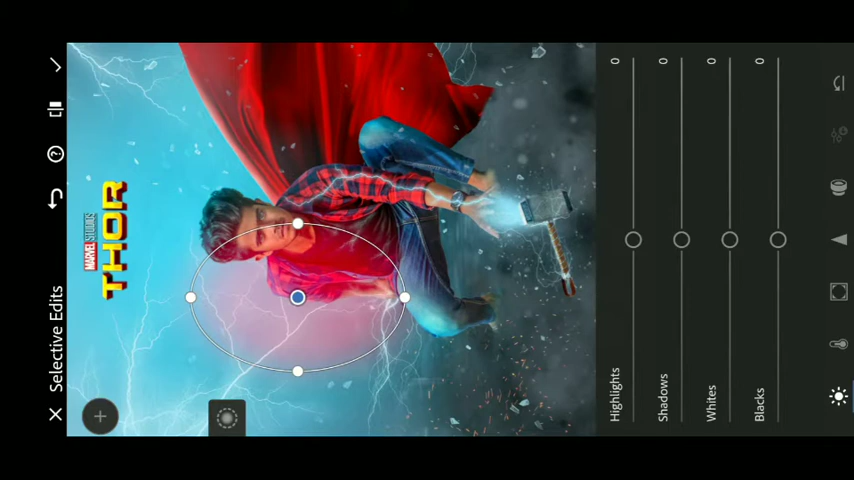 Selective Edits
MARVEL STUDIOS
THOR
Highlights
0
Shadows
0
Whites
0
Blacks
0